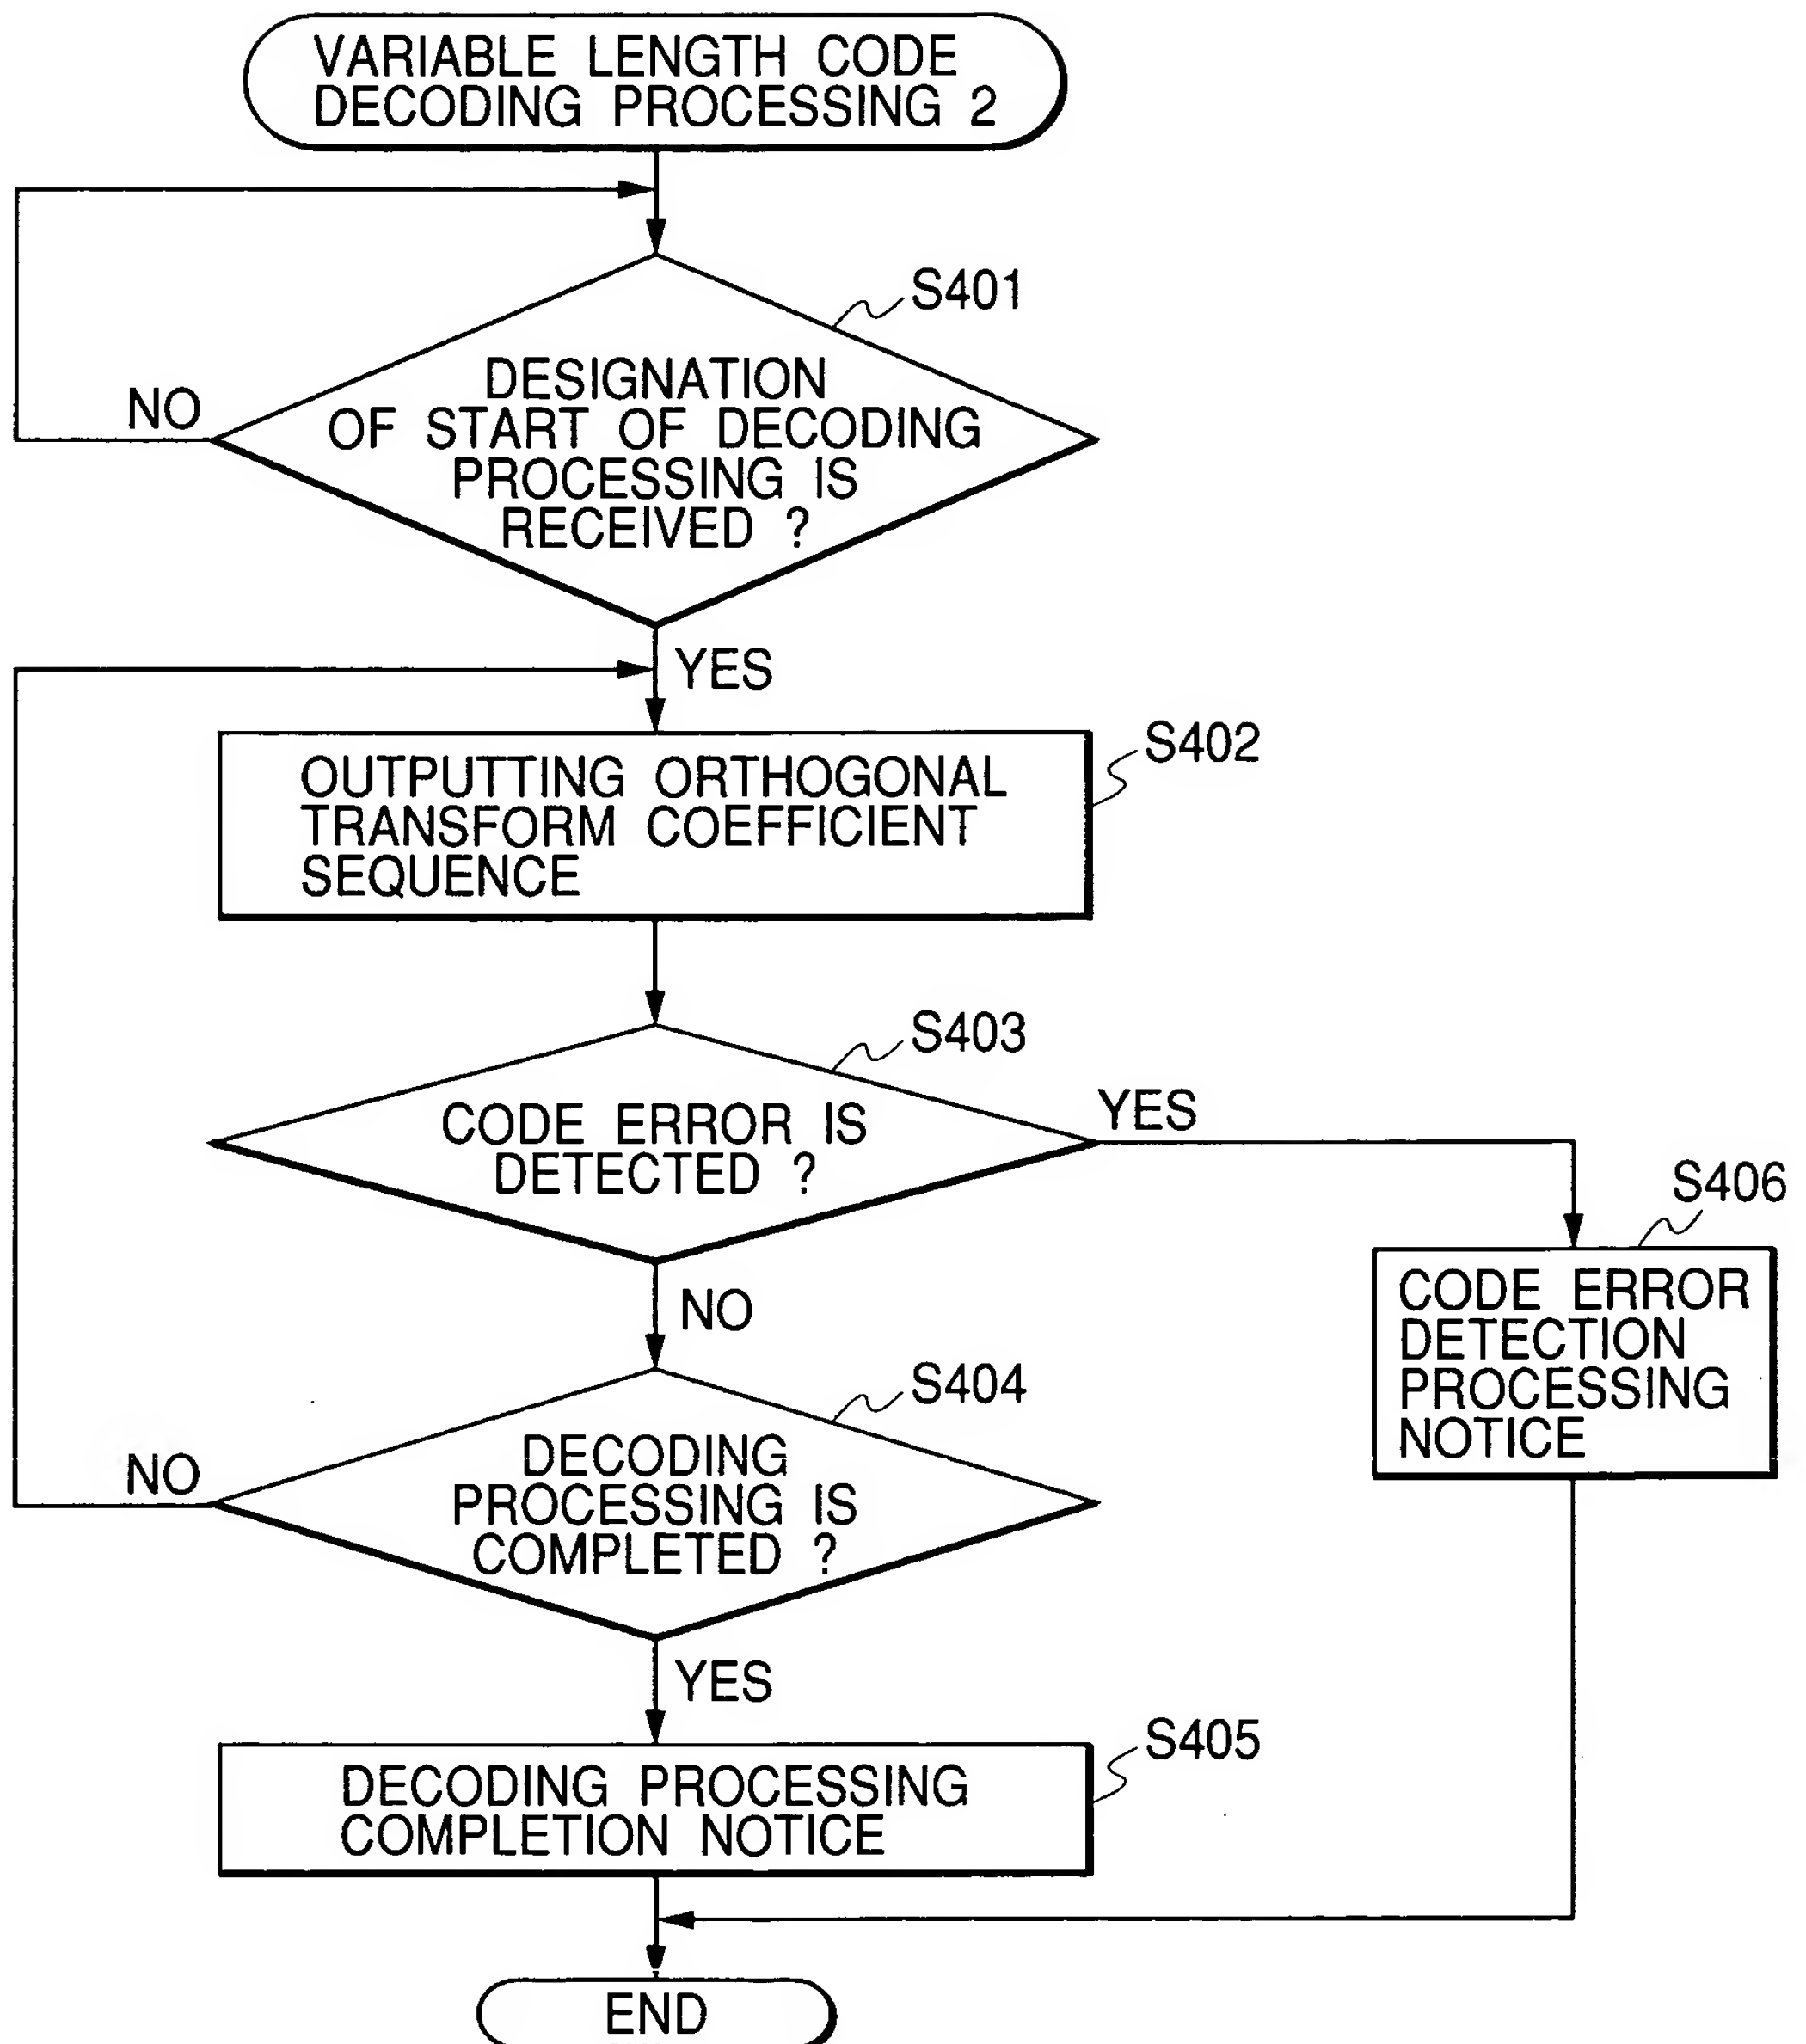 VARIABLE LENGTH CODE
DECODING PROCESSING 2
S401
DESIGNATION
OF START OF DECODING
PROCESSING IS
RECEIVED ?
NO
YES
S402
OUTPUTTING ORTHOGONAL
TRANSFORM COEFFICIENT
SEQUENCE
S403
CODE ERROR IS
DETECTED ?
YES
NO
S406
CODE ERROR
DETECTION
PROCESSING
NOTICE
S404
DECODING
PROCESSING IS
COMPLETED ?
NO
YES
S405
DECODING PROCESSING
COMPLETION NOTICE
END